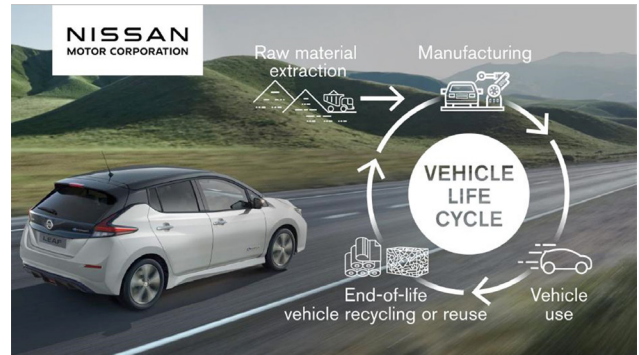 NISSAN
MOTOR CORPORATION
Raw material
extraction
Manufacturing
VEHICLE
LIFE
CYCLE
LEAF
End-of-life
vehicle recycling or reuse
Vehicle
use